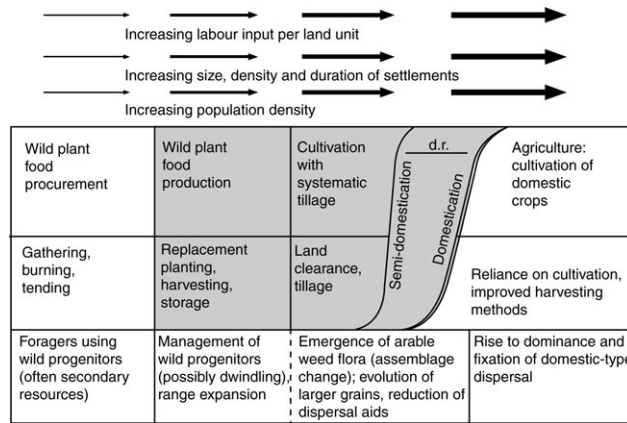 Increasing labour input per land unit
Increasing size, density and duration of settlements
Increasing population density
Wild plant
food
procurement
Wild plant
food
production
Cultivation
with
systematic
tillage
Semi-domestication
d.r.
Domestication
Agriculture:
cultivation of
domestic
crops
Gathering,
burning,
tending
Replacement
planting,
harvesting,
storage
Land
clearance,
tillage
Reliance on cultivation,
improved harvesting
methods
Foragers using
wild progenitors
(often secondary
resources)
Management of
wild progenitors
(possibly dwindling),
range expansion
Emergence of arable
weed flora (assemblage
change); evolution of
larger grains, reduction of
dispersal aids
Rise to dominance and
fixation of domestic-type
dispersal